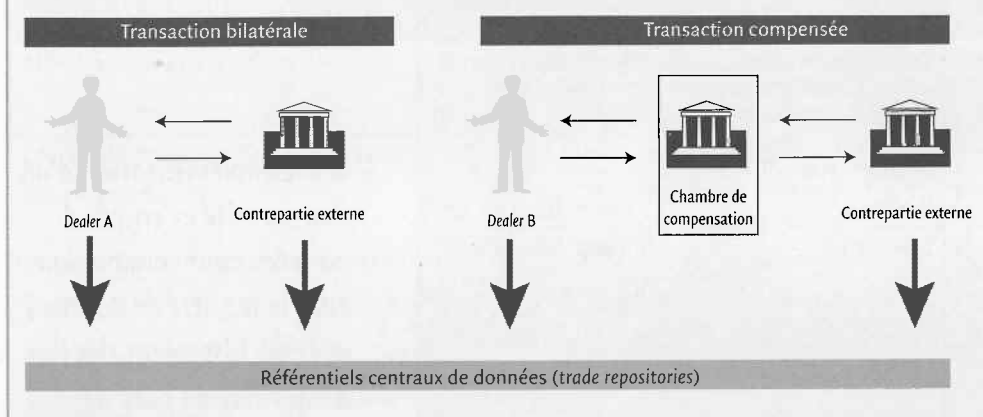 Transaction bilatérale
Transaction compensée
Dealer A
Contrepartie externe
Dealer B
Chambre de
compensation
Contrepartie externe
Référentiels centraux de données (trade repositories)